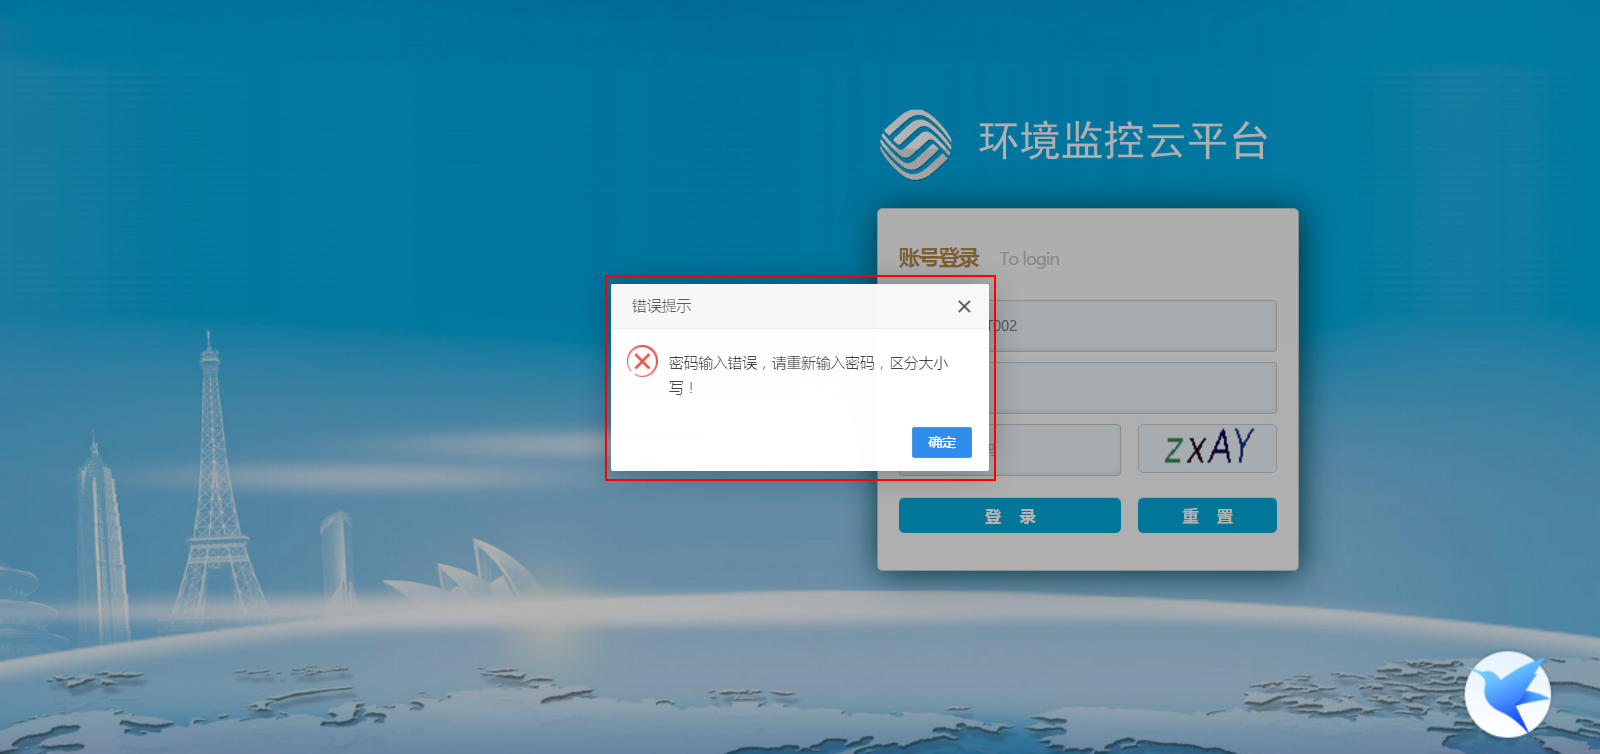 环境监控云平台
账号登录 To login
错误提示
T002
密码输入错误，请重新输入密码，区分大小
写！
确定
zxAY
登 录
重 置